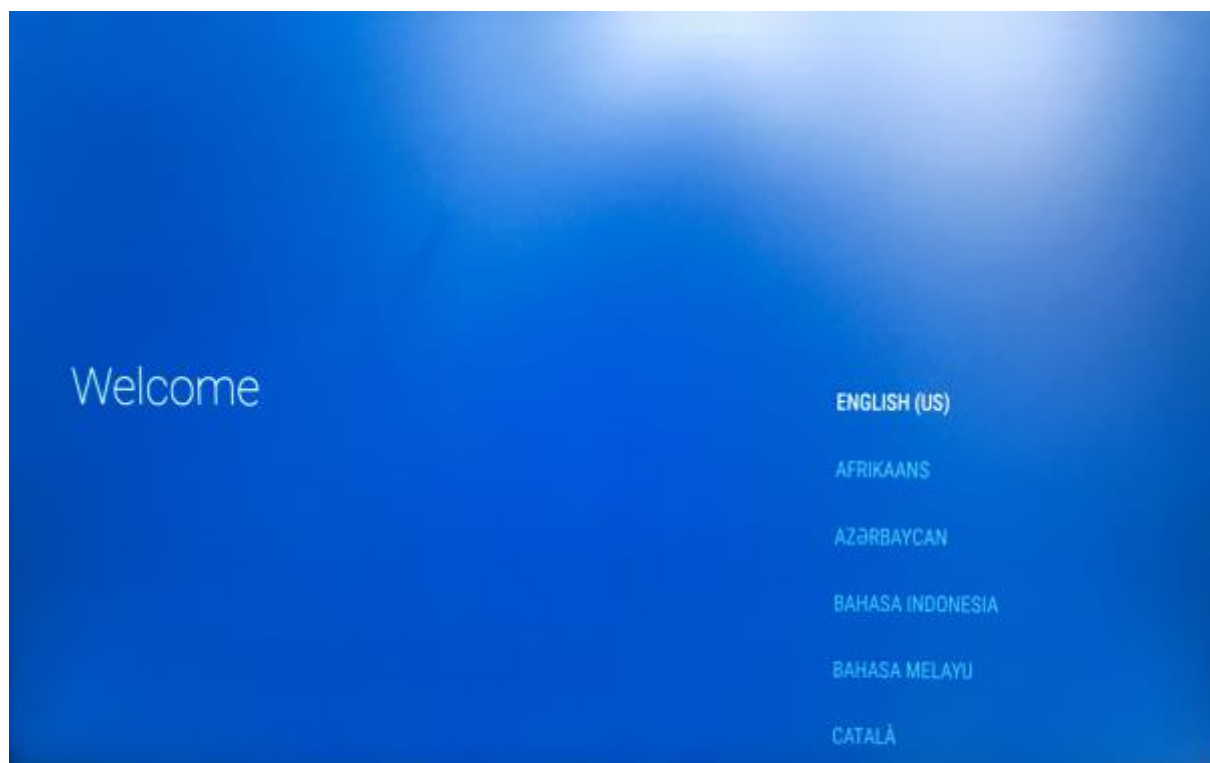 Welcome
ENGLISH (US)
AFRIKAANS
AZƏRBAYCAN
BAHASA INDONESIA
BAHASA MELAYU
CATALÀ